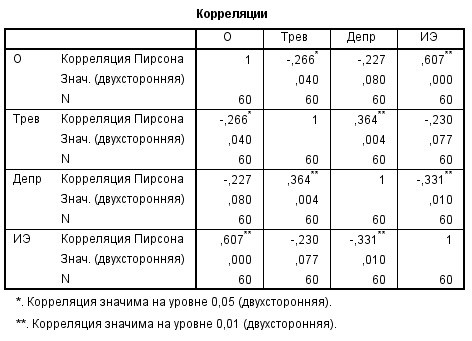 Корреляции
О Трев Депр ИЭ
О Корреляция Пирсона 1 -,266* -,227 ,607**
Знач. (двухсторонняя) ,040 ,080 ,000
N 60 60 60 60
Трев Корреляция Пирсона -,266* 1 ,364** -,230
Знач. (двухсторонняя) ,040 ,004 ,077
N 60 60 60 60
Депр Корреляция Пирсона -,227 ,364** 1 -,331**
Знач. (двухсторонняя) ,080 ,004 ,010
N 60 60 60 60
ИЭ Корреляция Пирсона ,607** -,230 -,331** 1
Знач. (двухсторонняя) ,000 ,077 ,010
N 60 60 60 60
*. Корреляция значима на уровне 0,05 (двухсторонняя).
**. Корреляция значима на уровне 0,01 (двухсторонняя).